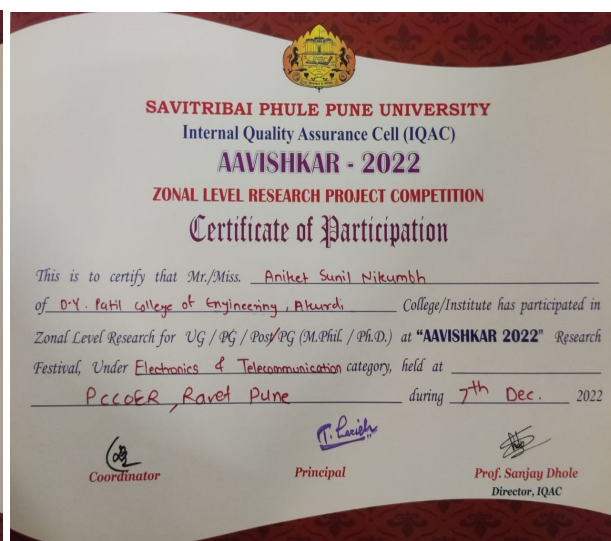 SAVITRIBAI PHULE PUNE UNIVERSITY
Internal Quality Assurance Cell (IQAC)
AAVISHKAR - 2022
ZONAL LEVEL RESEARCH PROJECT COMPETITION
Certificate of Participation
This is to certify that Mr./Miss. Aniket Sunil Nikumbh
of D.Y. Patil College of Engineering, Akurdi College/Institute has participated in
Zonal Level Research for UG / PG / Post PG (M.Phil. / Ph.D.) at "AAVISHKAR 2022" Research
Festival, Under Electronics & Telecommunication category, held at
PCCOER, Ravet Pune during 7th Dec. 2022
Coordinator
Principal
Prof. Sanjay Dhole
Director, IQAC